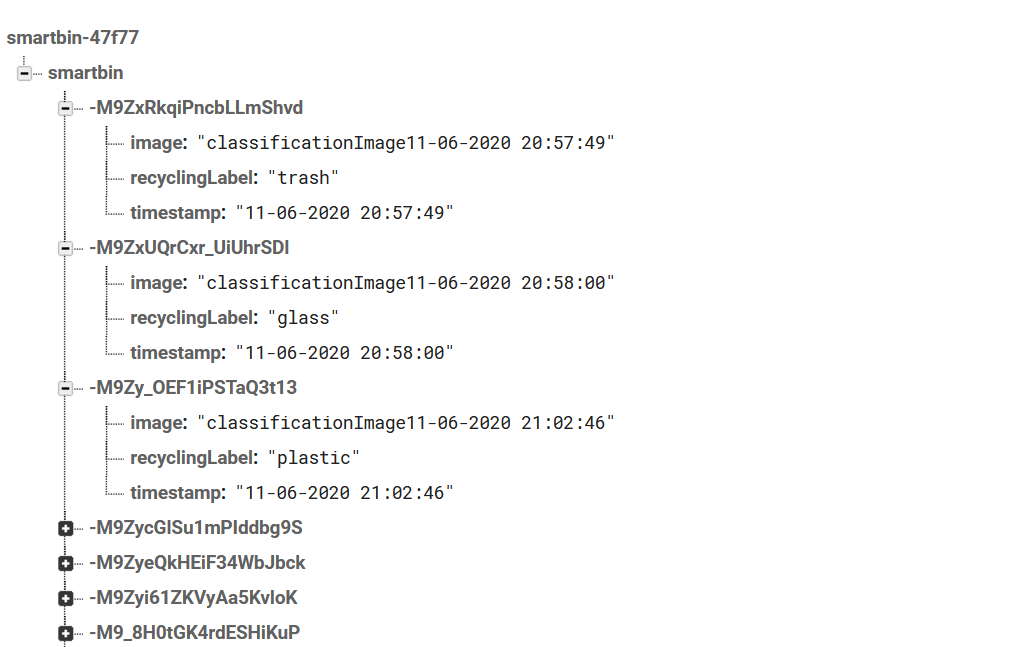 smartbin-47f77
smartbin
-M9ZxRkqiPncbLLmShvd
image: "classificationImage11-06-2020 20:57:49"
recyclingLabel: "trash"
timestamp: "11-06-2020 20:57:49"
-M9ZxUQrCxr_UiUhrSDl
image: "classificationImage11-06-2020 20:58:00"
recyclingLabel: "glass"
timestamp: "11-06-2020 20:58:00"
-M9Zy_OEF1iPSTaQ3t13
image: "classificationImage11-06-2020 21:02:46"
recyclingLabel: "plastic"
timestamp: "11-06-2020 21:02:46"
-M9ZycGlSu1mPlddbg9S
-M9ZyeQkHEiF34WbJbck
-M9Zyi61ZKVyAa5KvloK
-M9_8H0tGK4rdESHiKuP